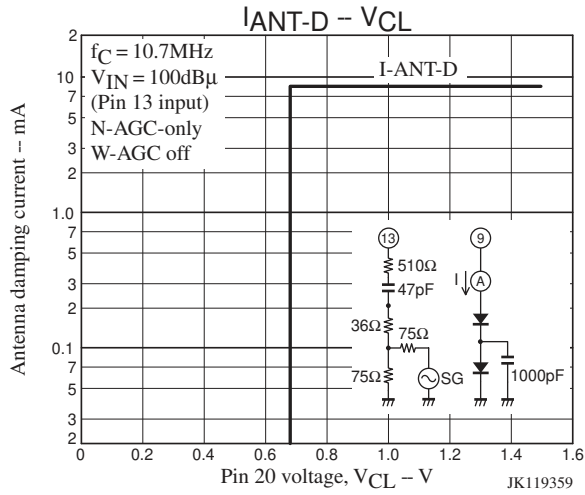 IANT-D -- VCL
fC = 10.7MHz
VIN = 100dBμ
(Pin 13 input)
N-AGC-only
W-AGC off
I-ANT-D
Antenna damping current -- mA
2
10
7
5
3
2
1.0
7
5
3
2
0.1
7
5
3
2
13
510Ω
47pF
36Ω
75Ω
75Ω
SG
9
I
A
1000pF
0 0.2 0.4 0.6 0.8 1.0 1.2 1.4 1.6
Pin 20 voltage, VCL -- V
JK119359